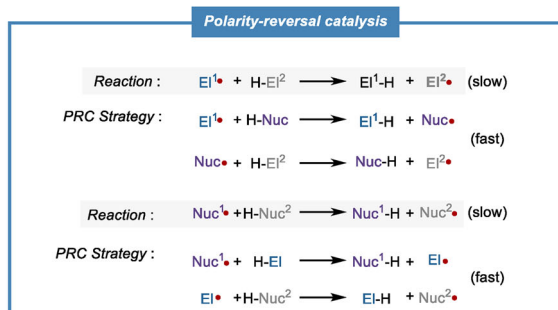 Polarity-reversal catalysis
Reaction : El¹• + H-El² → El¹-H + El²• (slow)
PRC Strategy : El¹• + H-Nuc → El¹-H + Nuc•
(fast)
Nuc• + H-El² → Nuc-H + El²•
Reaction : Nuc¹• + H-Nuc² → Nuc¹-H + Nuc²• (slow)
PRC Strategy : Nuc¹• + H-El → Nuc¹-H + El•
(fast)
El• + H-Nuc² → El-H + Nuc²•